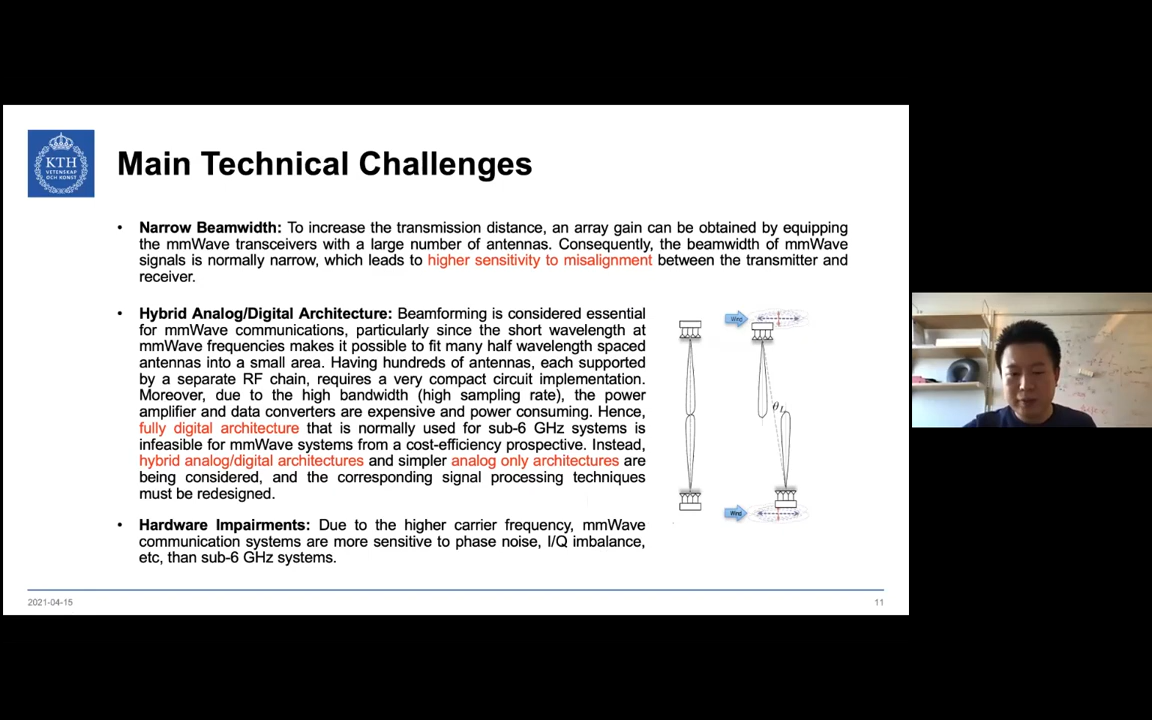 KTH
VETENSKAP
OCH KONST
Main Technical Challenges
• Narrow Beamwidth: To increase the transmission distance, an array gain can be obtained by equipping
the mmWave transceivers with a large number of antennas. Consequently, the beamwidth of mmWave
signals is normally narrow, which leads to higher sensitivity to misalignment between the transmitter and
receiver.
• Hybrid Analog/Digital Architecture: Beamforming is considered essential
for mmWave communications, particularly since the short wavelength at
mmWave frequencies makes it possible to fit many half wavelength spaced
antennas into a small area. Having hundreds of antennas, each supported
by a separate RF chain, requires a very compact circuit implementation.
Moreover, due to the high bandwidth (high sampling rate), the power
amplifier and data converters are expensive and power consuming. Hence,
fully digital architecture that is normally used for sub-6 GHz systems is
infeasible for mmWave systems from a cost-efficiency prospective. Instead,
hybrid analog/digital architectures and simpler analog only architectures are
being considered, and the corresponding signal processing techniques
must be redesigned.
• Hardware Impairments: Due to the higher carrier frequency, mmWave
communication systems are more sensitive to phase noise, I/Q imbalance,
etc, than sub-6 GHz systems.
Wind
θ
Wind
2021-04-15
11